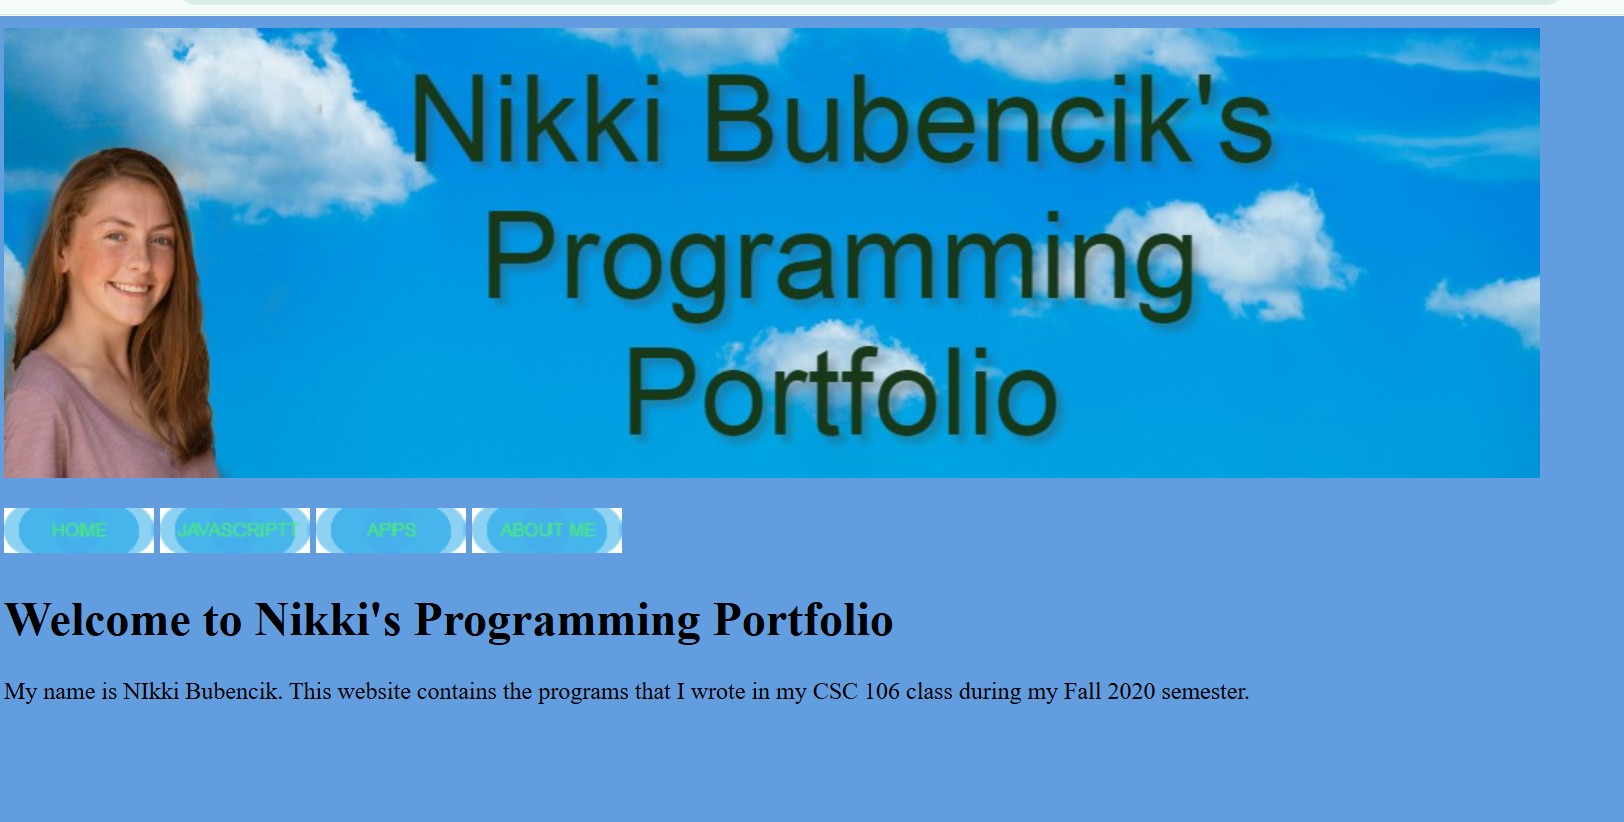 Nikki Bubencik's
Programming
Portfolio
HOME JAVASCRIPTT APPS ABOUT ME
Welcome to Nikki's Programming Portfolio
My name is NIkki Bubencik. This website contains the programs that I wrote in my CSC 106 class during my Fall 2020 semester.